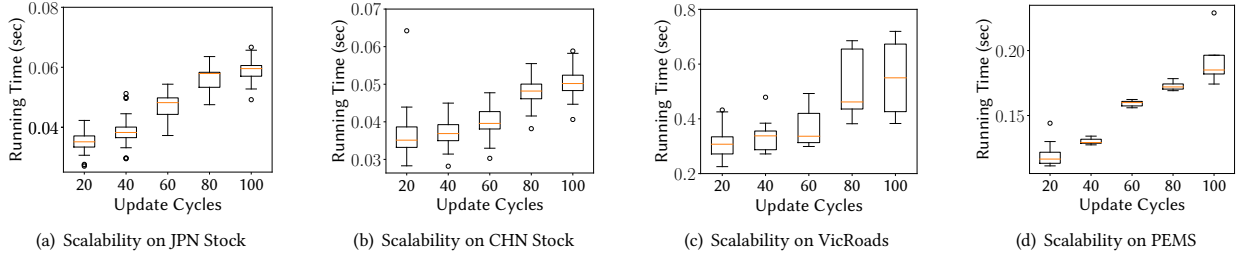 Running Time (sec)
0.08
0.06
0.04
20 40 60 80 100
Update Cycles
(a) Scalability on JPN Stock
Running Time (sec)
0.07
0.06
0.05
0.04
0.03
20 40 60 80 100
Update Cycles
(b) Scalability on CHN Stock
Running Time (sec)
0.8
0.6
0.4
0.2
20 40 60 80 100
Update Cycles
(c) Scalability on VicRoads
Running Time (sec)
0.20
0.15
20 40 60 80 100
Update Cycles
(d) Scalability on PEMS